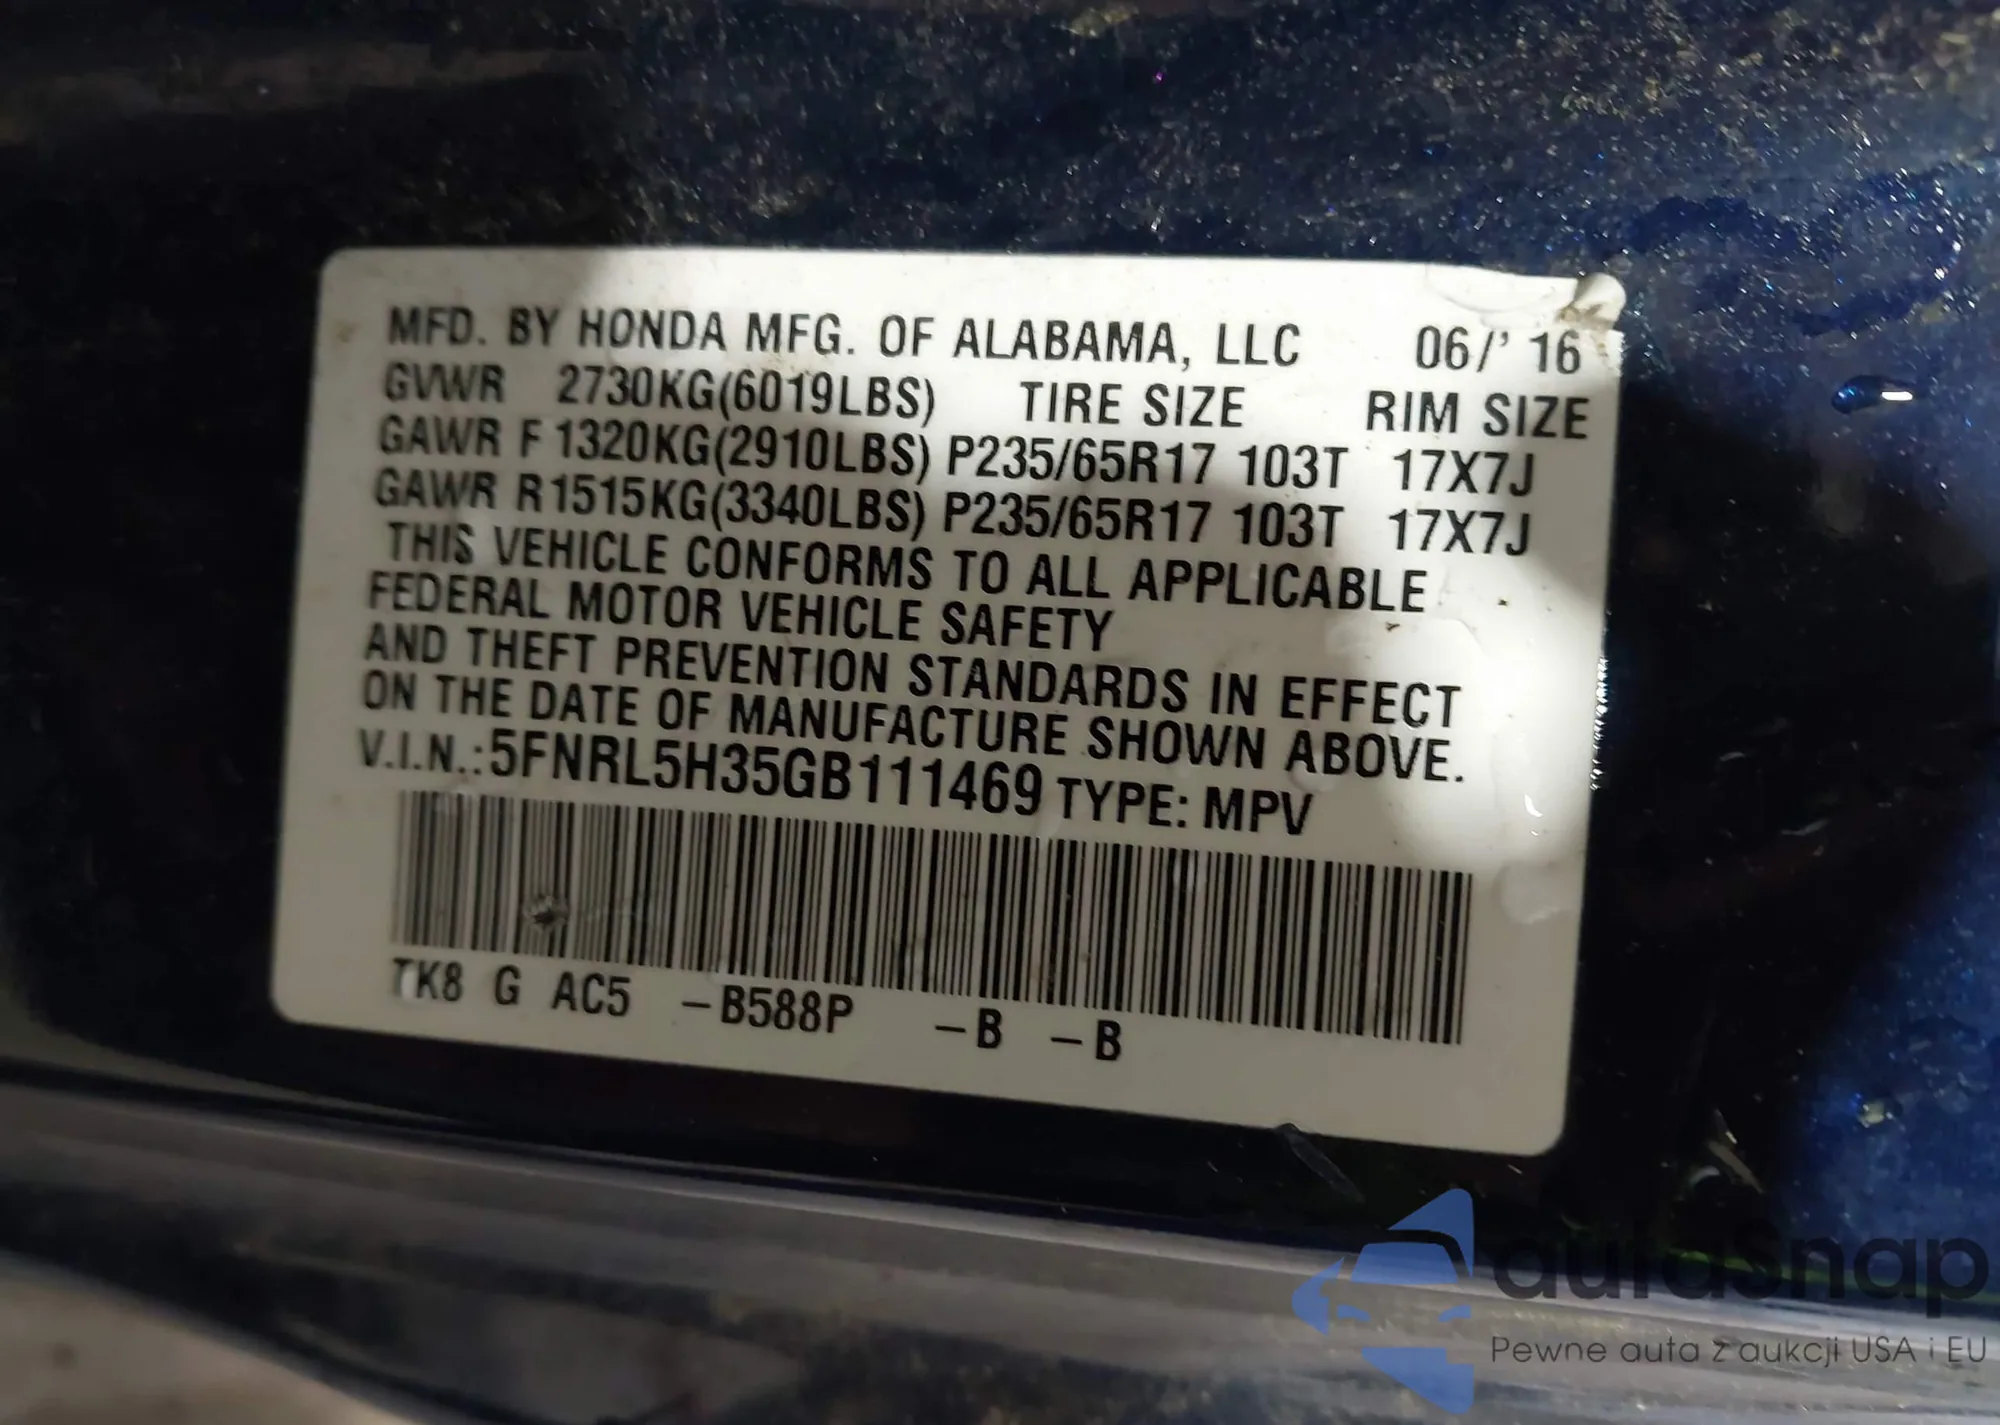 MFD. BY HONDA MFG. OF ALABAMA, LLC 06/' 16
GVWR 2730KG(6019LBS) TIRE SIZE RIM SIZE
GAWR F 1320KG(2910LBS) P235/65R17 103T 17X7J
GAWR R1515KG(3340LBS) P235/65R17 103T 17X7J
THIS VEHICLE CONFORMS TO ALL APPLICABLE
FEDERAL MOTOR VEHICLE SAFETY
AND THEFT PREVENTION STANDARDS IN EFFECT
ON THE DATE OF MANUFACTURE SHOWN ABOVE.
V.I.N.:5FNRL5H35GB111469 TYPE: MPV
TK8 G AC5 -B588P -B -B
autasnap
Pewne auta z aukcji USA i EU